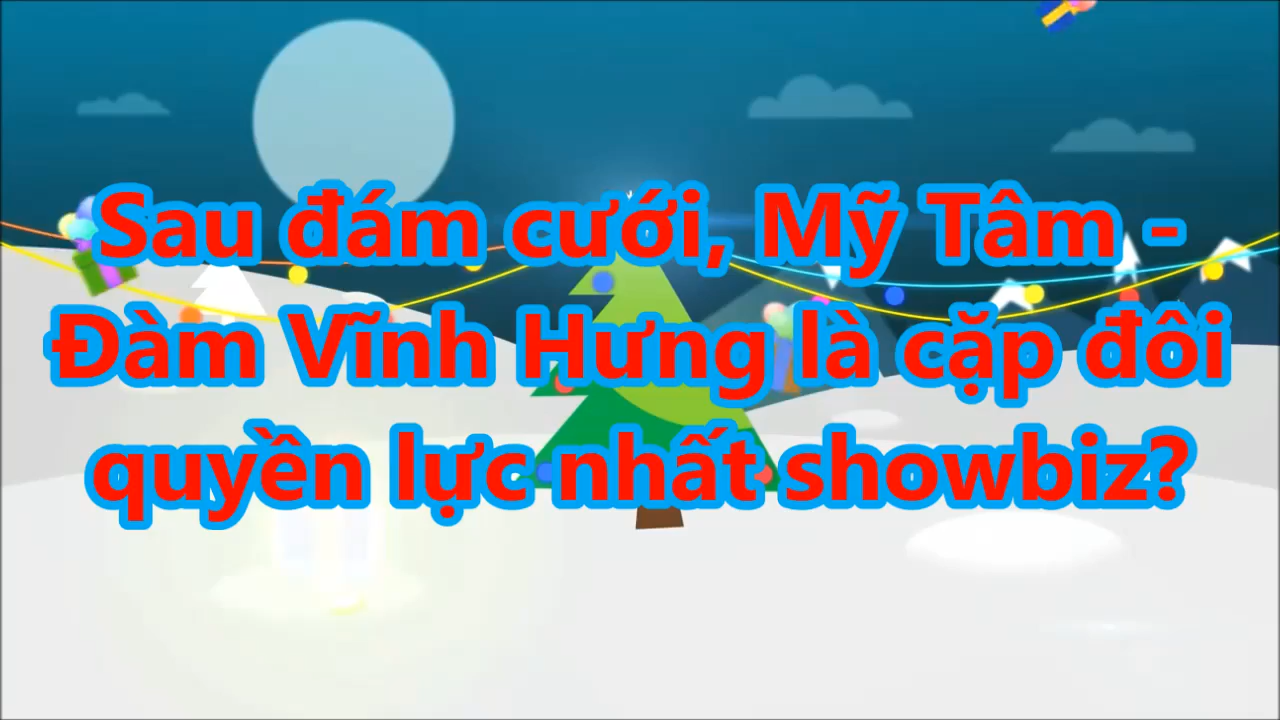 Sau đám cưới, Mỹ Tâm -
Đàm Vĩnh Hưng là cặp đôi
quyền lực nhất showbiz?